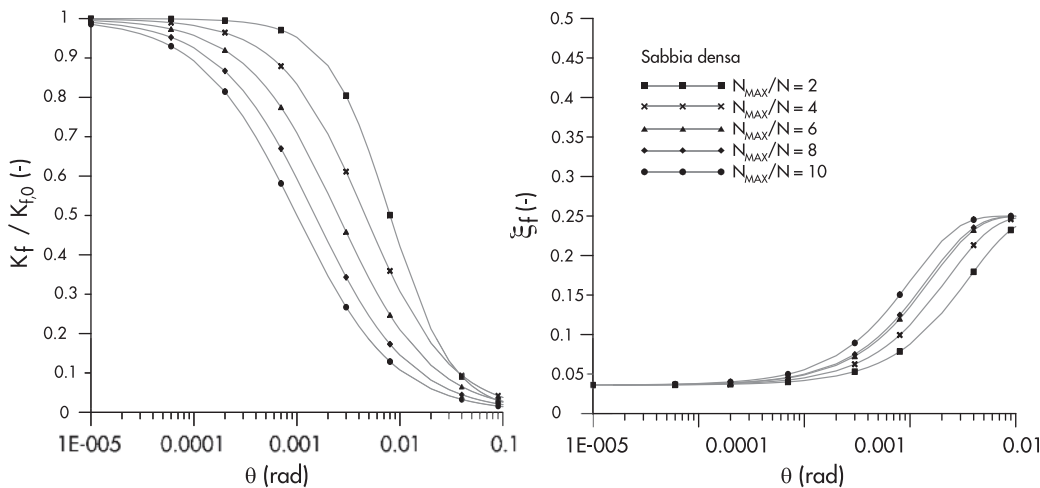 1
0.9
0.8
0.7
0.6
0.5
0.4
0.3
0.2
0.1
0
K_f / K_f,0 (-)
1E-005
0.0001
0.001
0.01
0.1
θ (rad)
0.5
0.45
0.4
0.35
0.3
0.25
0.2
0.15
0.1
0.05
0
ξf (-)
Sabbia densa
N_MAX/N = 2
N_MAX/N = 4
N_MAX/N = 6
N_MAX/N = 8
N_MAX/N = 10
1E-005
0.0001
0.001
0.01
θ (rad)